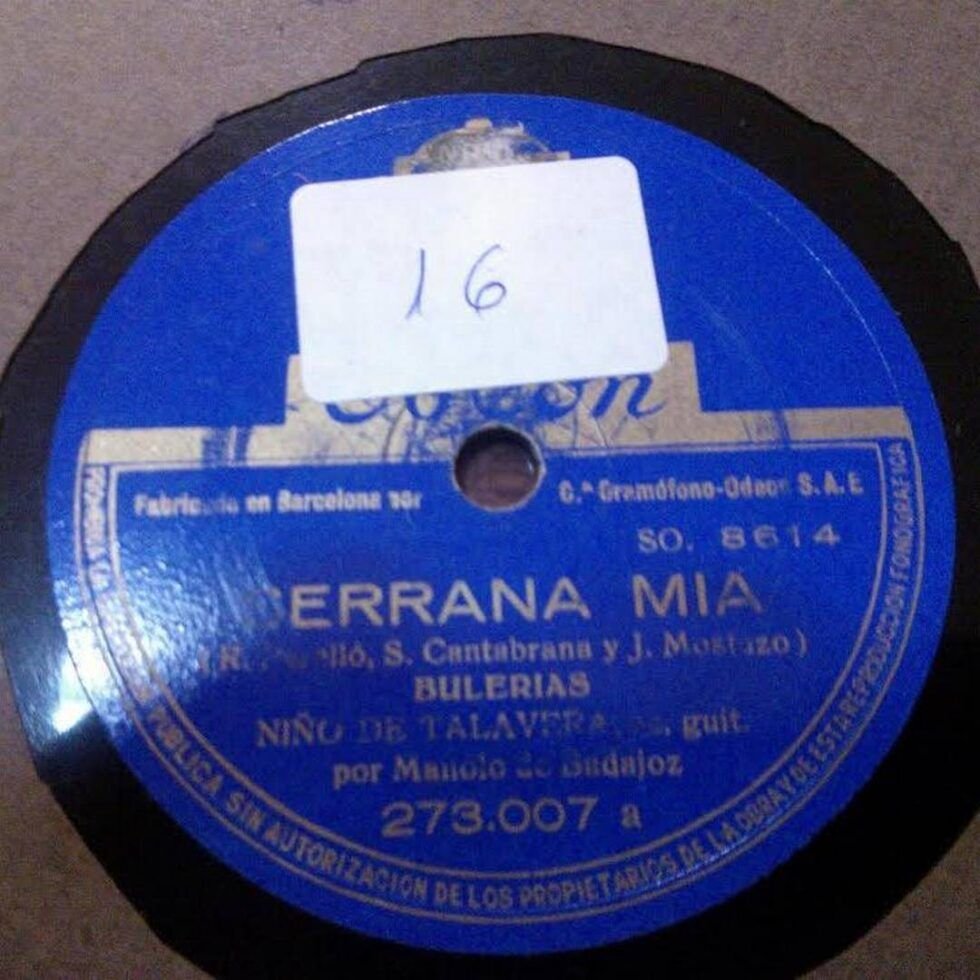 16
Odeon
Fabricado en Barcelona por C.ª Gramófono-Odeon S.A.E
SO. 8614
SERRANA MIA
S. Cantabrana y J. Mostazo)
BULERIAS
NIÑO DE TALAVERA guit.
por Manolo de Badajoz
273.007 a
PUBLICA SIN AUTORIZACION DE LOS PROPIETARIOS DE LA OBRA Y DE ESTA REPRODUCCION FONOGRAFICA